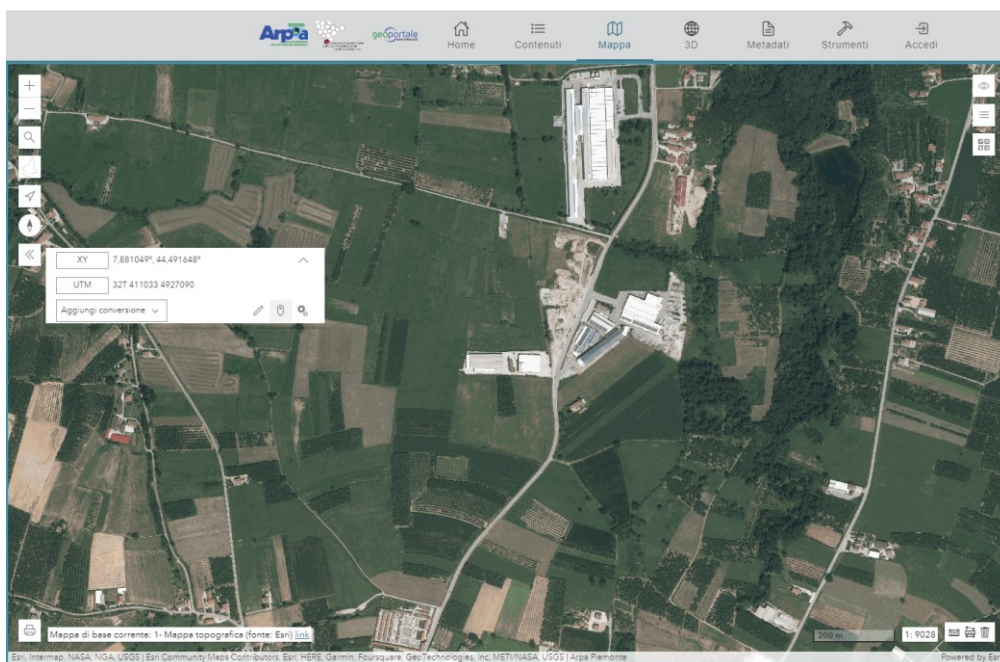 Arpa geoportale
Home Contenuti Mappa 3D Metadati Strumenti Accedi
XY 7,881049°, 44,491648°
UTM 32T 411033 4927090
Aggiungi conversione
Mappa di base corrente: 1- Mappa topografica (fonte: Esri) link
200 m 1: 9028
Esri, Intermap, NASA, NGA, USGS | Esri Community Maps Contributors, Esri, HERE, Garmin, Foursquare, GeoTechnologies, Inc, METI/NASA, USGS | Arpa Piemonte Powered by Esri